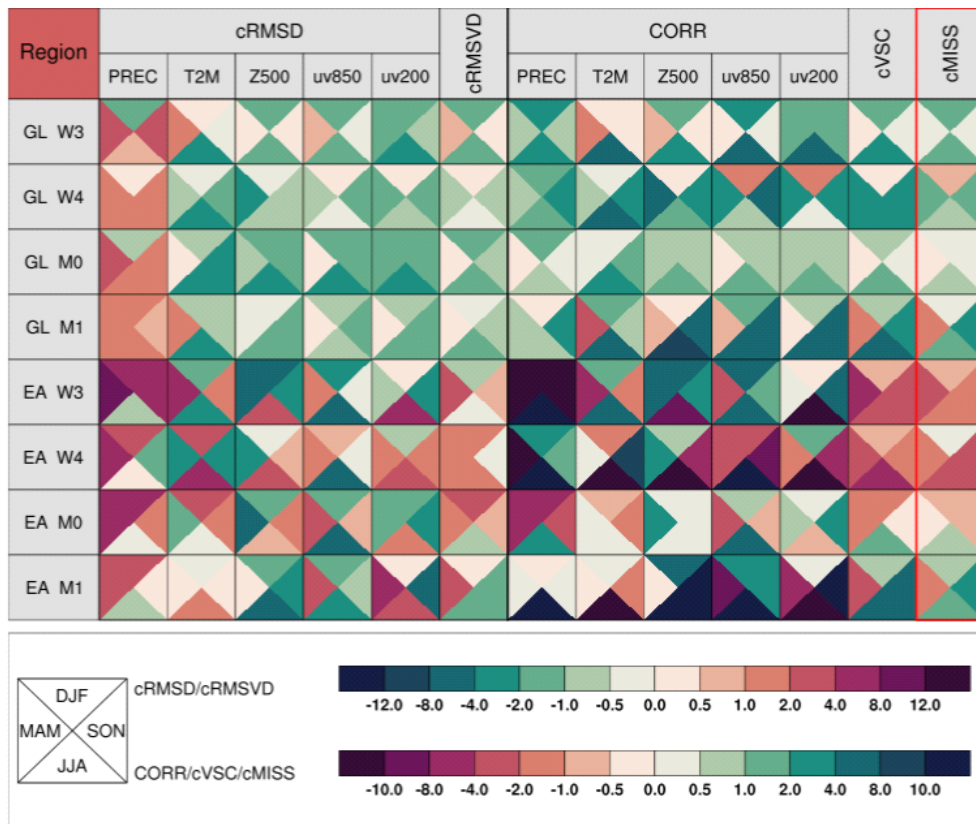 Region cRMSD cRMSVD CORR cVSC cMISS
PREC T2M Z500 uv850 uv200 PREC T2M Z500 uv850 uv200
GL W3
GL W4
GL M0
GL M1
EA W3
EA W4
EA M0
EA M1
DJF
MAM SON
JJA
cRMSD/cRMSVD
-12.0 -8.0 -4.0 -2.0 -1.0 -0.5 0.0 0.5 1.0 2.0 4.0 8.0 12.0
CORR/cVSC/cMISS
-10.0 -8.0 -4.0 -2.0 -1.0 -0.5 0.0 0.5 1.0 2.0 4.0 8.0 10.0